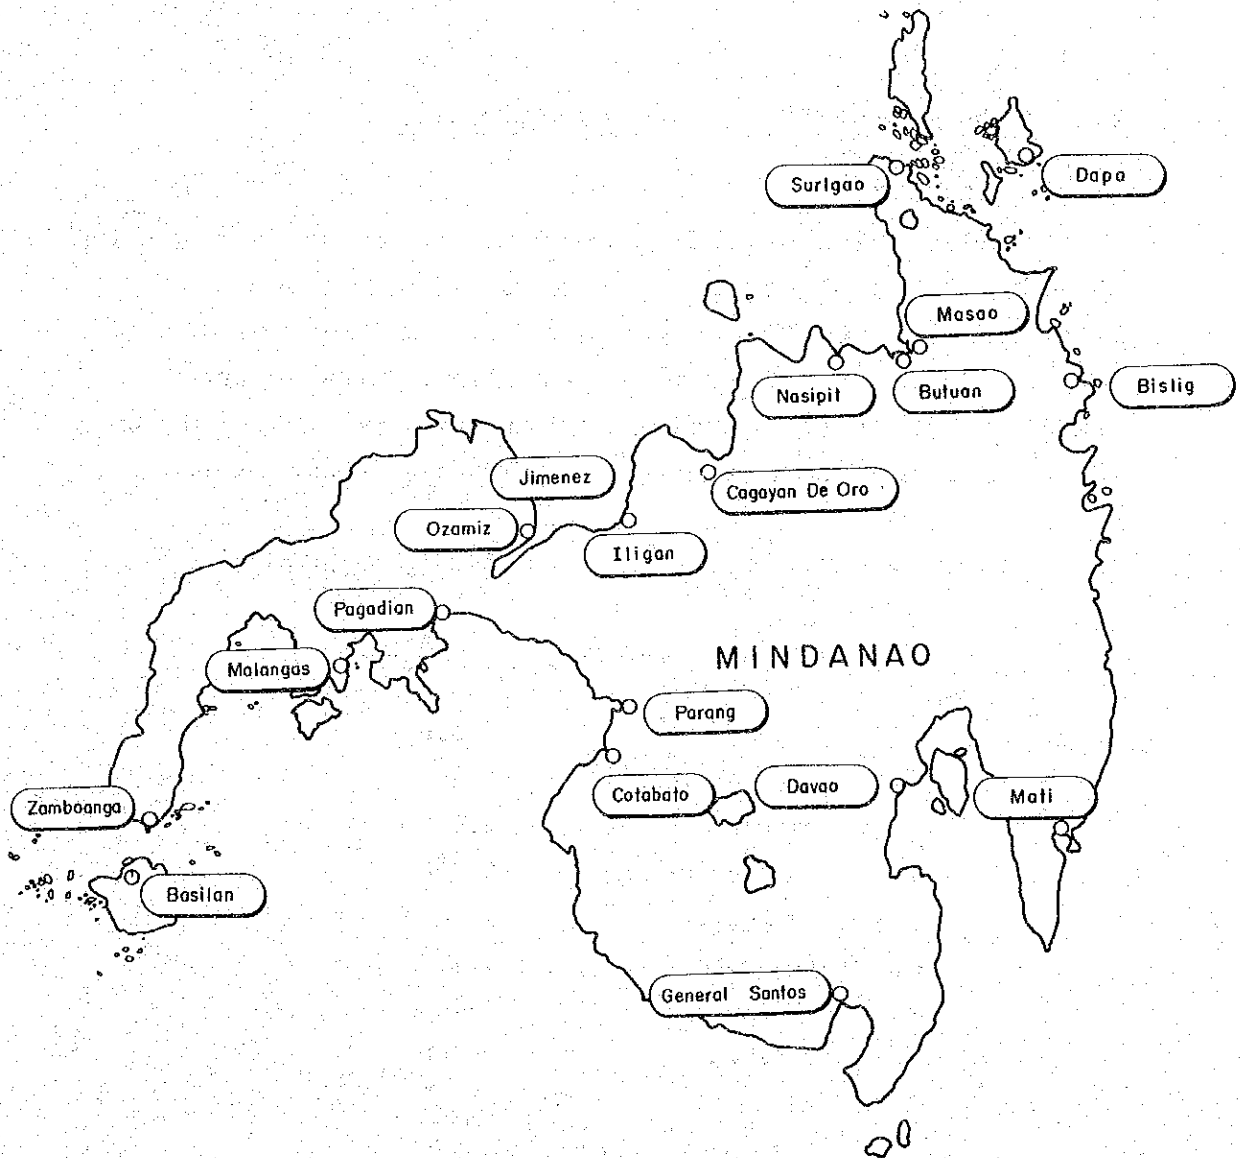 Surigao
Dapa
Masao
Nasipit
Butuan
Bislig
Jimenez
Cagayan De Oro
Ozamiz
Iligan
Pagadian
MINDANAO
Malangas
Parang
Zamboanga
Cotabato
Davao
Mati
Basilan
General Santos